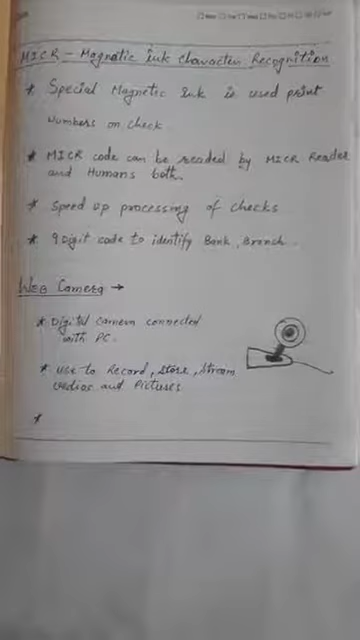 MICR - Magnetic ink character Recognition
* Special Magnetic Ink is used print
numbers on check.
* MICR code can be readed by MICR Reader
and Humans both.
* Speed up processing of checks
* 9 Digit code to identify Bank, Branch.
WEB Camera →
* Digital camera connected
with PC.
* Use to Record, Store, Stream
vedios and Pictures
*